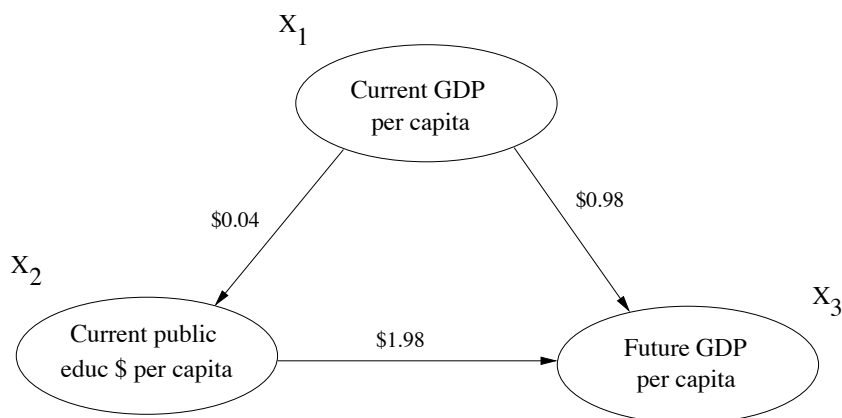 X1
Current GDP
per capita
$0.04
$0.98
X2
X3
Current public
educ $ per capita
$1.98
Future GDP
per capita